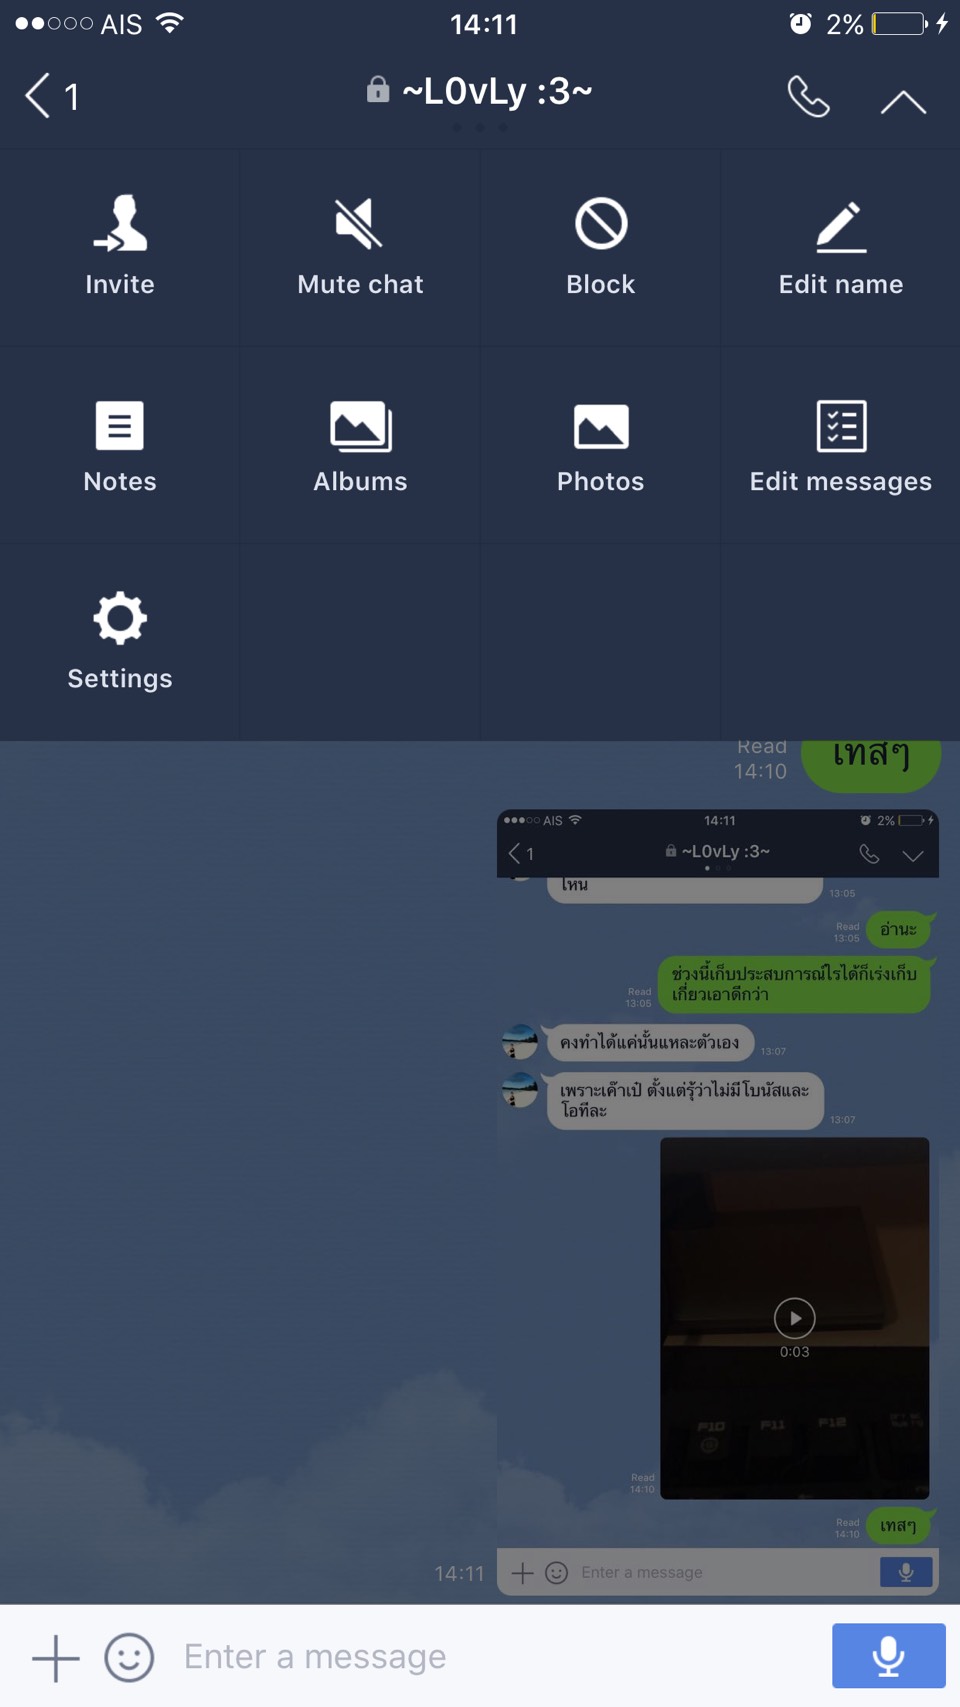 AIS 14:11 2%
1 ~L0vLy :3~
Invite Mute chat Block Edit name
Notes Albums Photos Edit messages
Settings
Read
14:10
เทสๆ
AIS 14:11 2%
1 ~L0vLy :3~
ไหน
13:05
Read
13:05
อ่านะ
ช่วงนี้เก็บประสบการณ์ไรได้ก็เร่งเก็บ
เกี่ยวเอาดีกว่า
Read
13:05
คงทำได้แค่นั้นแหละตัวเอง
13:07
เพราะเค๊าเป๋ ตั้งแต่รู้ว่าไม่มีโบนัสและ
โอทีละ
13:07
0:03
F10 F11 F12
Read
14:10
Read
14:10
เทสๆ
Enter a message
14:11
Enter a message